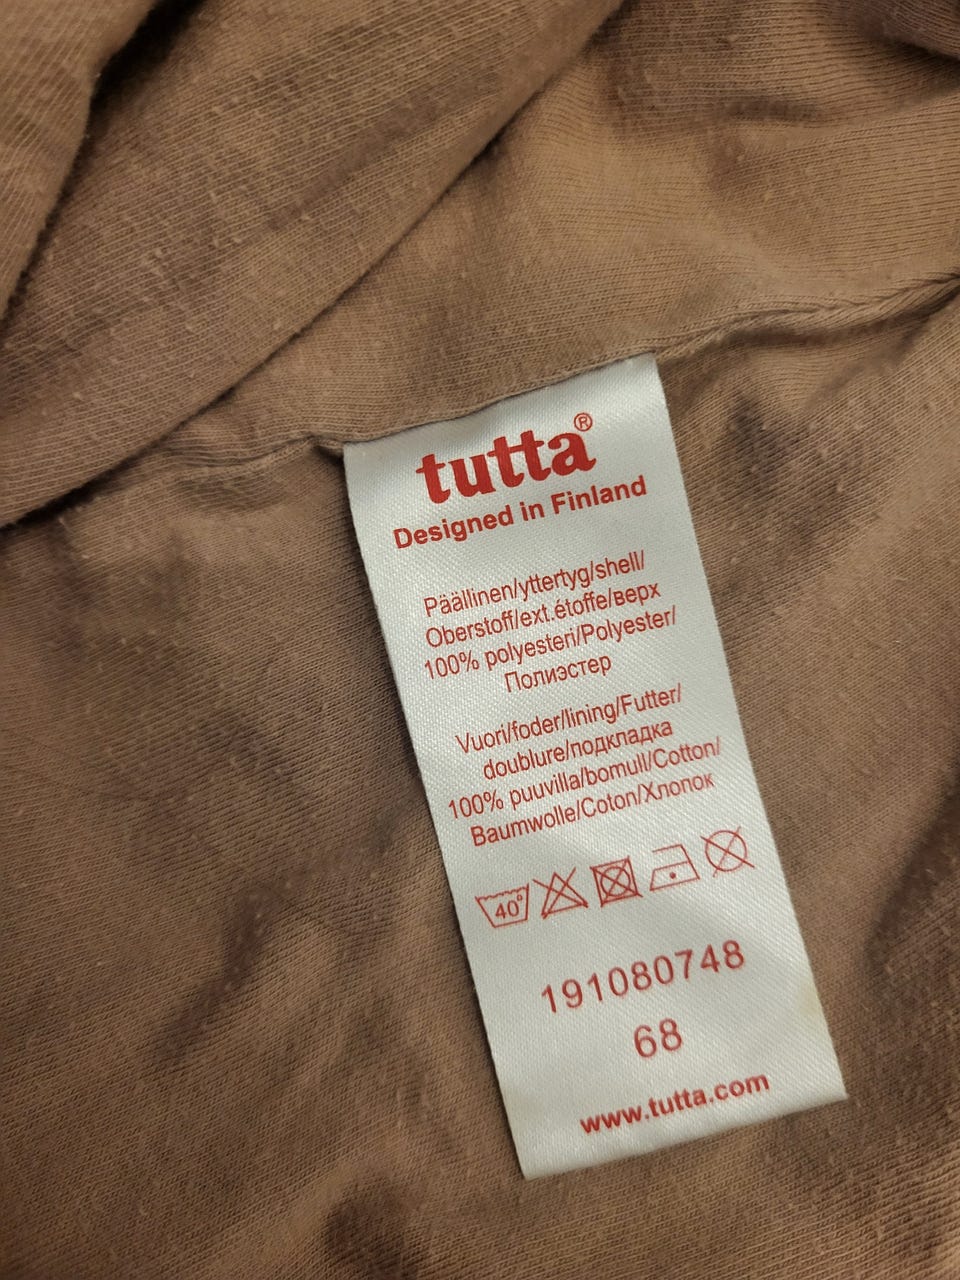 tutta®
Designed in Finland
Päällinen/yttertyg/shell/
Oberstoff/ext.étoffe/верх
100% polyesteri/Polyester/
Полиэстер
Vuori/foder/lining/Futter/
doublure/подкладка
100% puuvilla/bomull/Cotton/
Baumwolle/Coton/Хлопок
40°
191080748
68
www.tutta.com